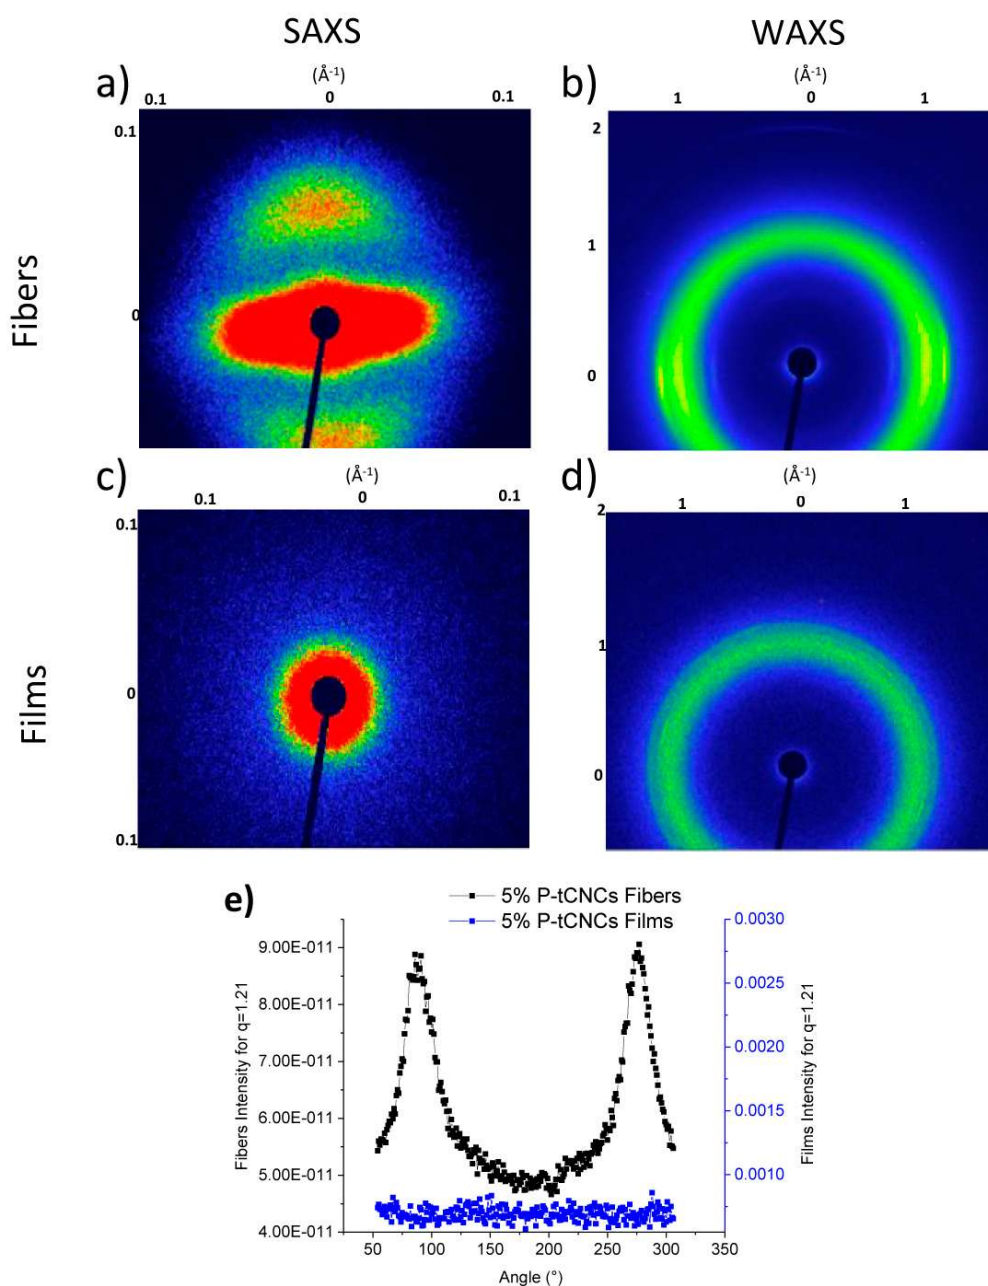 SAXS WAXS
a) (Å-1) b) (Å-1)
0.1 0 0.1 1 0 1
0.1 2
1
0 0
Fibers
c) (Å-1) d) (Å-1)
0.1 0 0.1 1 0 1
0.1 2
1
0 0
0.1
Films
e) 5% P-tCNCs Fibers
5% P-tCNCs Films
9.00E-011
8.00E-011
7.00E-011
6.00E-011
5.00E-011
4.00E-011
Fibers Intensity for q=1.21
0.0030
0.0025
0.0020
0.0015
0.0010
Films Intensity for q=1.21
50 100 150 200 250 300 350
Angle (°)